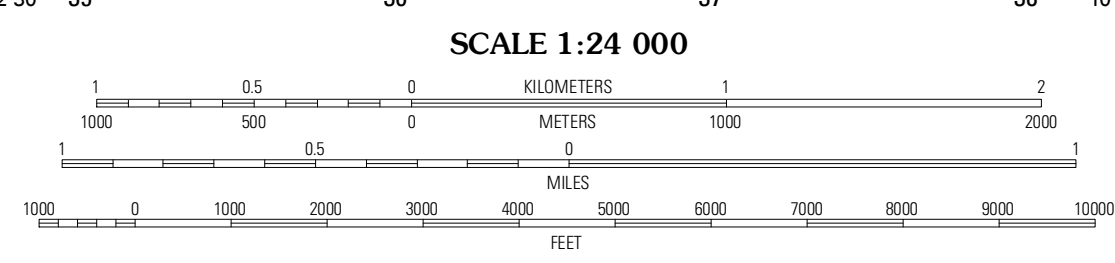 SCALE 1:24 000
1 0.5 0 KILOMETERS 1 2
1000 500 0 METERS 1000 2000
1 0.5 0 1
MILES
1000 0 1000 2000 3000 4000 5000 6000 7000 8000 9000 10000
FEET